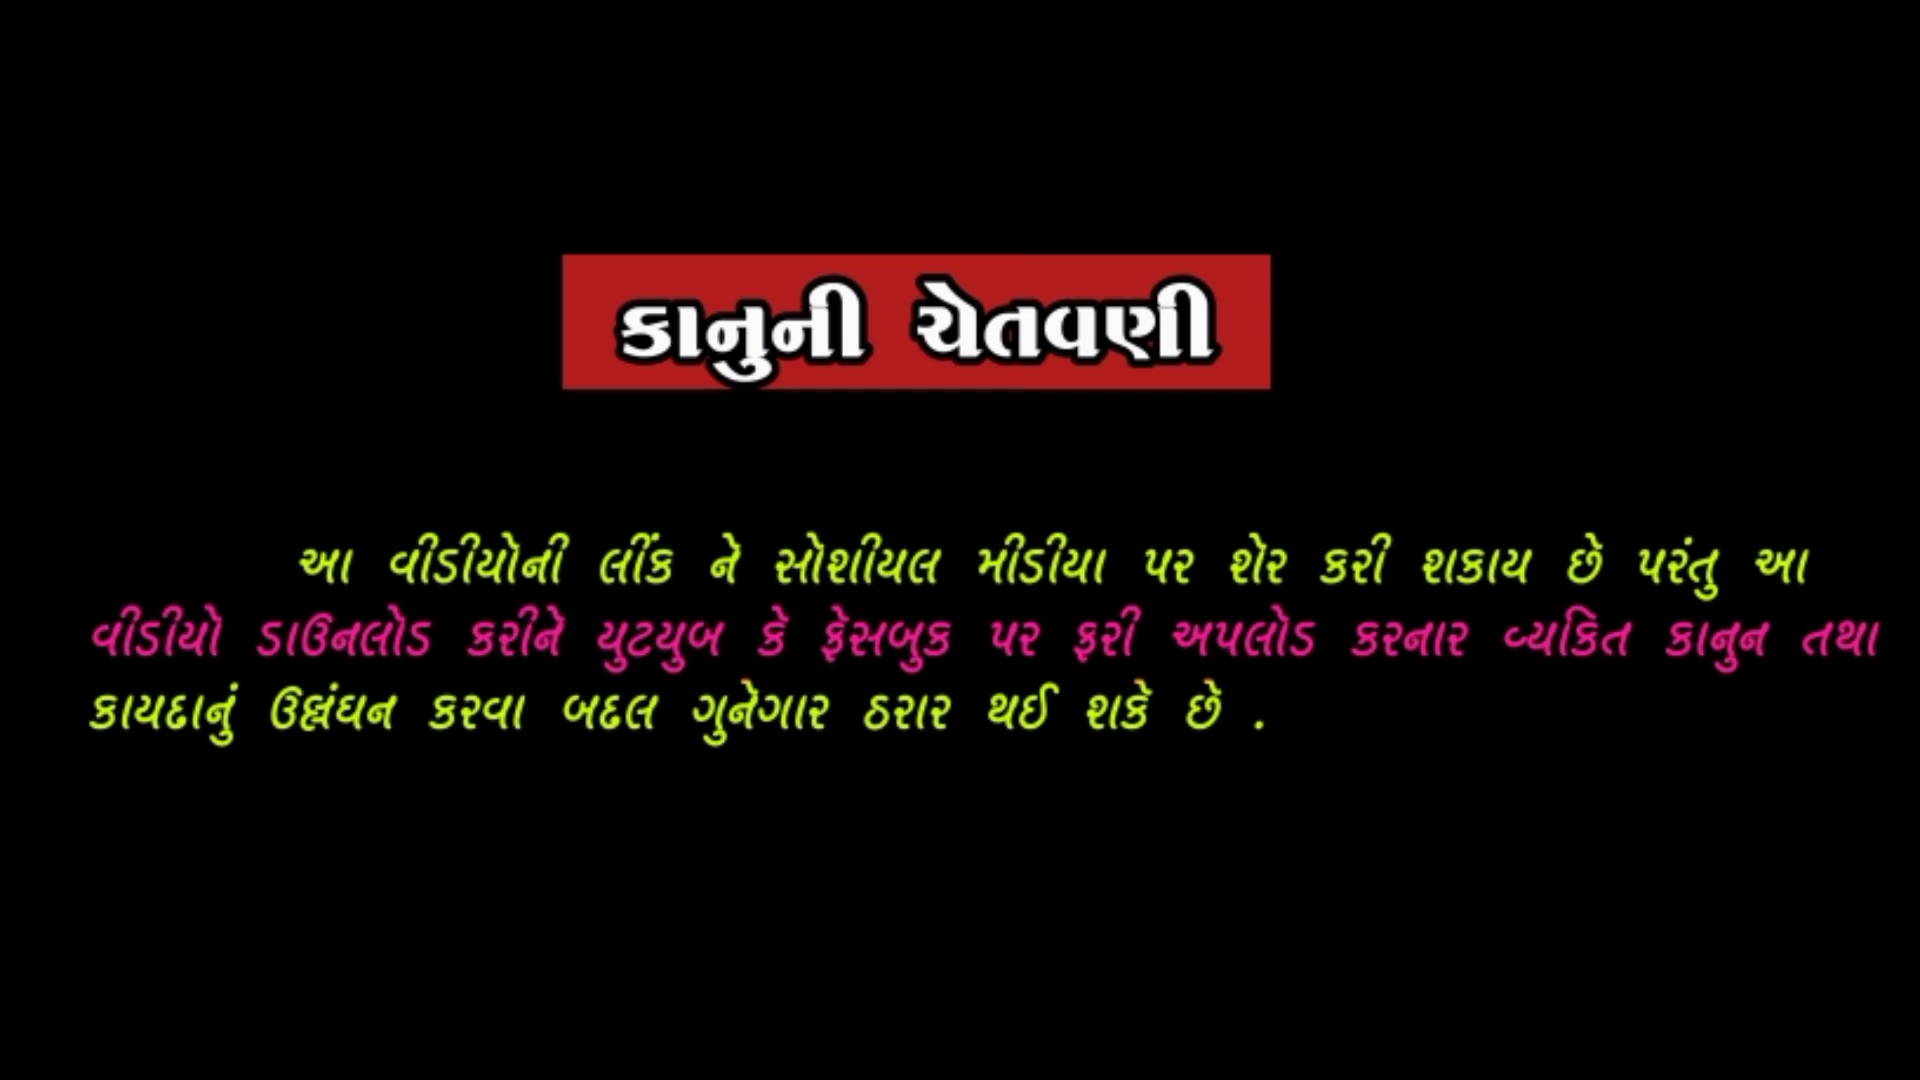 કાનુની ચેતવણી
આ વીડીયોની લીંક ને સોશીયલ મીડીયા પર શેર કરી શકાય છે પરંતુ આ
વીડીયો ડાઉનલોડ કરીને યુટયુબ કે ફેસબુક પર ફરી અપલોડ કરનાર વ્યકિત કાનુન તથા
કાયદાનું ઉલ્લંઘન કરવા બદલ ગુનેગાર ઠરાર થઈ શકે છે .